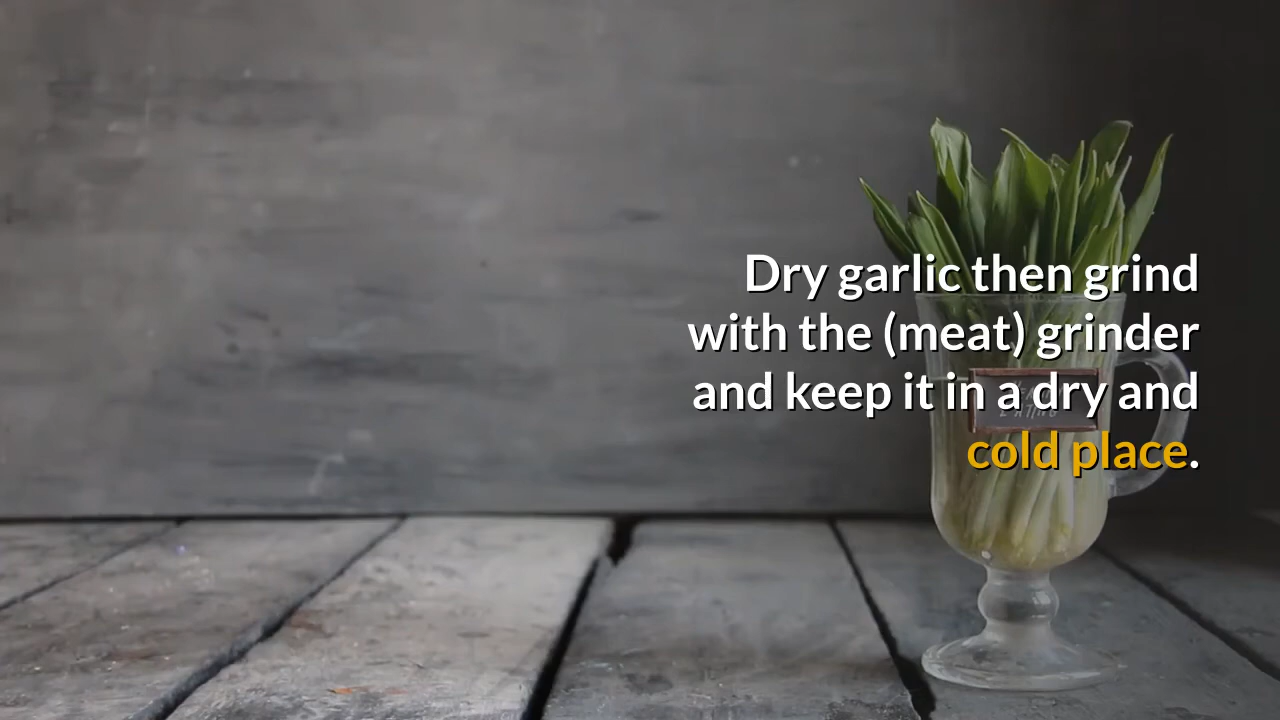 Dry garlic then grind
with the (meat) grinder
and keep it in a dry and
cold place.